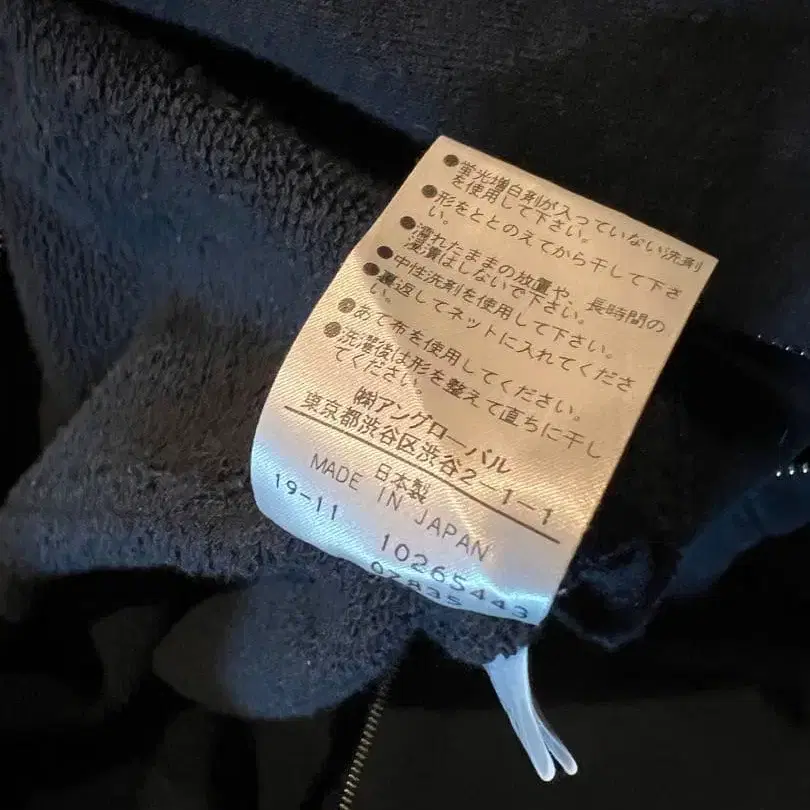 ●蛍光増白剤が入っていない洗剤
を使用して下さい。
●形をととのえてから干して下さ
い。
●濡れたままの放置や、長時間の
浸漬はしないで下さい。
●中性洗剤を使用して下さい。
●裏返してネットに入れてくださ
い。
●あて布を使用してください。
●洗濯後は形を整えて直ちに干し
てください。
㈱アングローバル
東京都渋谷区渋谷2-1-1
日本製
MADE IN JAPAN
19-11 10265443